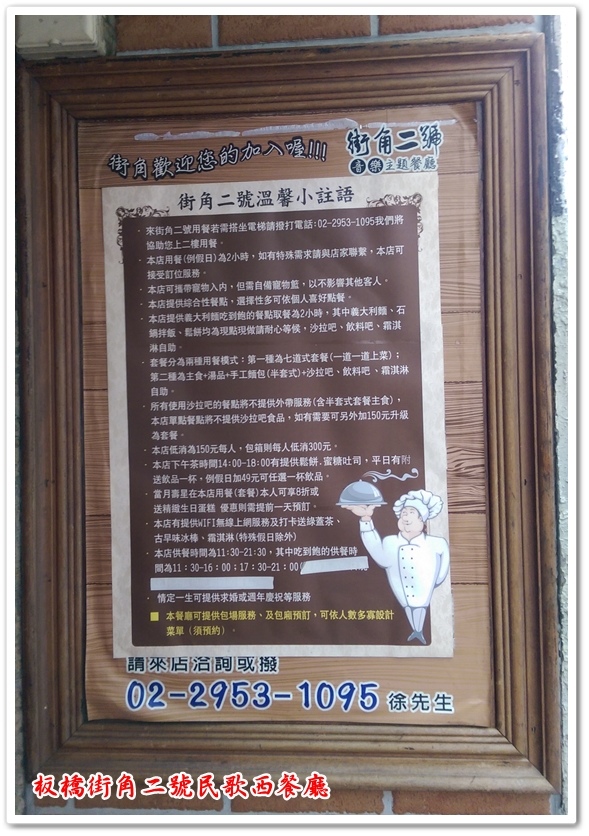 街角歡迎您的加入喔!!!
街角二號
音樂主題餐廳
街角二號溫馨小註語
· 來街角二號用餐若需搭坐電梯請撥打電話:02-2953-1095我們將
協助您上二樓用餐。
· 本店用餐(例假日)為2小時，如有特殊需求請與店家聯繫，本店可
接受訂位服務。
· 本店可攜帶寵物入內，但需自備寵物籃，以不影響其他客人。
· 本店提供綜合性餐點，選擇性多可依個人喜好點餐。
· 本店提供義大利麵吃到飽的餐點取餐為2小時，其中義大利麵、石
鍋拌飯、鬆餅均為現點現做請耐心等候，沙拉吧、飲料吧、霜淇
淋自助。
· 套餐分為兩種用餐模式：第一種為七道式套餐(一道一道上菜)；
第二種為主食+湯品+手工麵包(半套式)+沙拉吧、飲料吧、霜淇淋
自助。
· 所有使用沙拉吧的餐點將不提供外帶服務(含半套式套餐主食)，
本店單點餐點將不提供沙拉吧食品，如有需要可另外加150元升級
為套餐。
· 本店低消為150元每人，包箱則每人低消300元。
· 本店下午茶時間14:00-18:00有提供鬆餅.蜜糖吐司，平日有附
送飲品一杯，例假日加49元可任選一杯飲品。
· 當月壽星在本店用餐(套餐)本人可享8折或
送精緻生日蛋糕 優惠則需提前一天預訂。
· 本店有提供WIFI無線上網服務及打卡送綠蓋茶、
古早味冰棒、霜淇淋(特殊假日除外)
· 本店供餐時間為11:30-21:30，其中吃到飽的供餐時
間為11：30-16：00；17：30-21：00(
· 情定一生可提供求婚或週年慶祝等服務
■ 本餐廳可提供包場服務、及包廂預訂，可依人數多寡設計
菜單（須預約）。
請來店洽詢或撥
02-2953-1095 徐先生
板橋街角二號民歌西餐廳